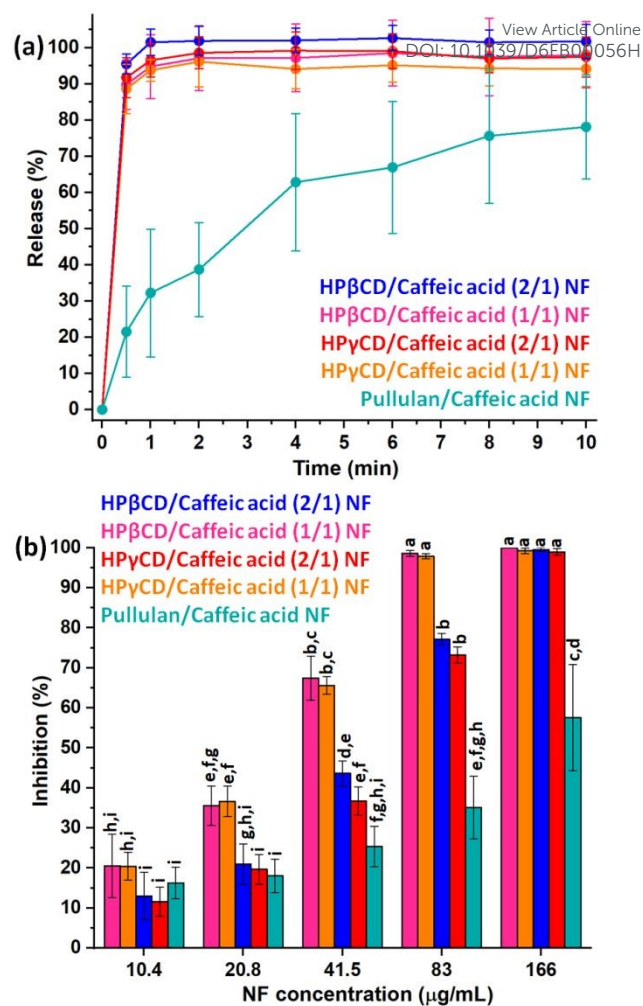 (a)
View Article Online
DOI: 10.1039/D6FB00056H
Release (%)
100
90
80
70
60
50
40
30
20
10
0
HPβCD/Caffeic acid (2/1) NF
HPβCD/Caffeic acid (1/1) NF
HPγCD/Caffeic acid (2/1) NF
HPγCD/Caffeic acid (1/1) NF
Pullulan/Caffeic acid NF
0 1 2 3 4 5 6 7 8 9 10
Time (min)
HPβCD/Caffeic acid (2/1) NF
HPβCD/Caffeic acid (1/1) NF
HPγCD/Caffeic acid (2/1) NF
HPγCD/Caffeic acid (1/1) NF
Pullulan/Caffeic acid NF
(b)
Inhibition (%)
100
90
80
70
60
50
40
30
20
10
0
h,i h,i i i i
e,f,g e,f g,h,i i i
b,c b,c d,e e,f f,g,h,i
a a b b e,f,g,h
a a a a c,d
10.4 20.8 41.5 83 166
NF concentration (μg/mL)